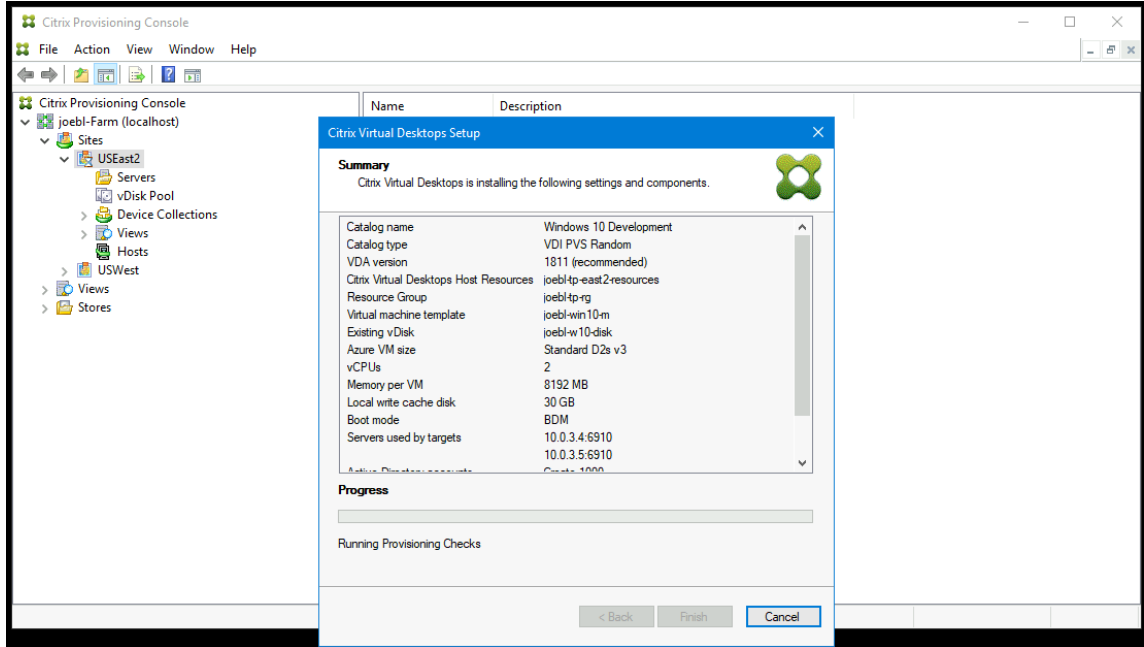 Citrix Provisioning Console
File Action View Window Help
Citrix Provisioning Console
joebl-Farm (localhost)
Sites
USEast2
Servers
vDisk Pool
Device Collections
Views
Hosts
USWest
Views
Stores
Name Description
Citrix Virtual Desktops Setup
Summary
Citrix Virtual Desktops is installing the following settings and components.
Catalog name Windows 10 Development
Catalog type VDI PVS Random
VDA version 1811 (recommended)
Citrix Virtual Desktops Host Resources joebl-tp-east2-resources
Resource Group joebl-tp-rg
Virtual machine template joebl-win10-m
Existing vDisk joebl-w10-disk
Azure VM size Standard D2s v3
vCPUs 2
Memory per VM 8192 MB
Local write cache disk 30 GB
Boot mode BDM
Servers used by targets 10.0.3.4:6910
10.0.3.5:6910
Active Directory accounts Create 1000
Progress
Running Provisioning Checks
< Back Finish Cancel